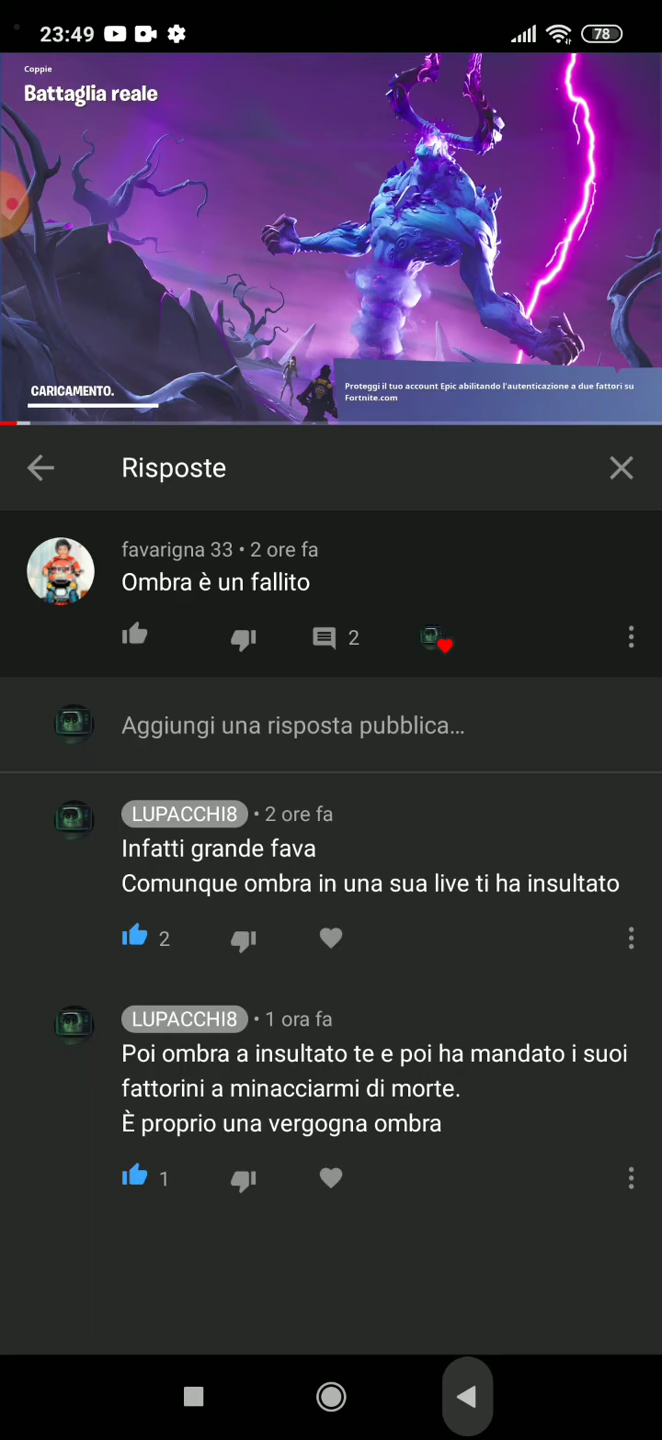 23:49
78
Coppie
Battaglia reale
CARICAMENTO.
Proteggi il tuo account Epic abilitando l'autenticazione a due fattori su
Fortnite.com
Risposte
favarigna 33 • 2 ore fa
Ombra è un fallito
2
Aggiungi una risposta pubblica...
LUPACCHI8 • 2 ore fa
Infatti grande fava
Comunque ombra in una sua live ti ha insultato
2
LUPACCHI8 • 1 ora fa
Poi ombra a insultato te e poi ha mandato i suoi
fattorini a minacciarmi di morte.
È proprio una vergogna ombra
1